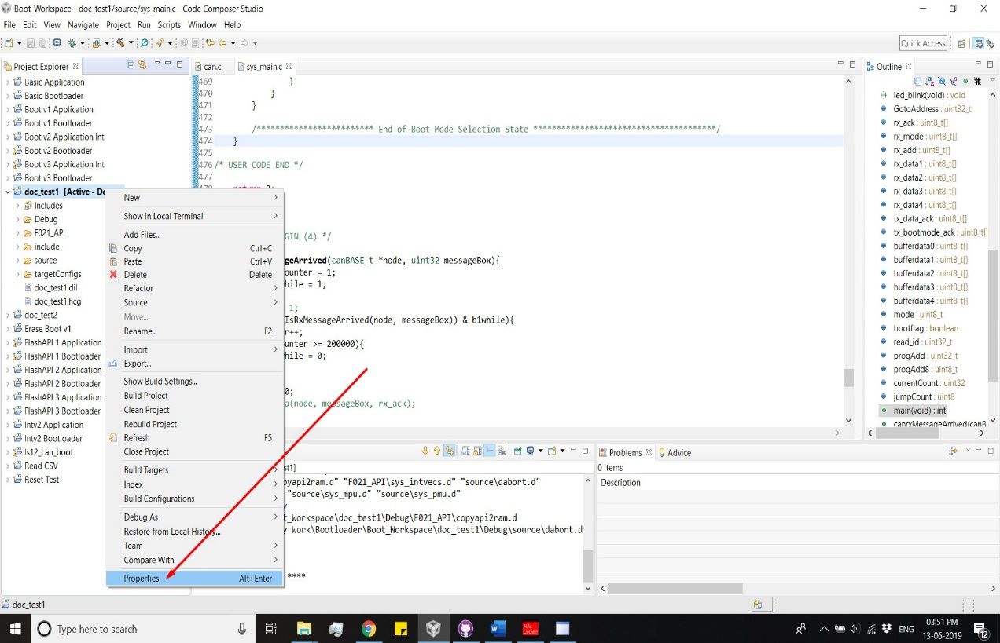 Boot_Workspace - doc_test1/source/sys_main.c - Code Composer Studio
File Edit View Navigate Project Run Scripts Window Help
Quick Access
Project Explorer
Basic Application
Basic Bootloader
Boot v1 Application
Boot v1 Bootloader
Boot v2 Application Int
Boot v2 Bootloader
Boot v3 Application Int
Boot v3 Bootloader
doc_test1 [Active - De
Includes
Debug
F021_API
include
source
targetConfigs
doc_test1.dil
doc_test1.hcg
doc_test2
Erase Boot v1
FlashAPI 1 Application
FlashAPI 1 Bootloader
FlashAPI 2 Application
FlashAPI 2 Bootloader
FlashAPI 3 Application
FlashAPI 3 Bootloader
Intv2 Application
Intv2 Bootloader
ls12_can_boot
Read CSV
Reset Test
New
Show in Local Terminal
Add Files...
Copy Ctrl+C
Paste Ctrl+V
Delete Delete
Refactor
Source
Move...
Rename... F2
Import
Export...
Show Build Settings...
Build Project
Clean Project
Rebuild Project
Refresh F5
Close Project
Build Targets
Index
Build Configurations
Debug As
Restore from Local History...
Team
Compare With
Properties Alt+Enter
can.c sys_main.c
469 }
470 }
471 }
472
473 /************************* End of Boot Mode Selection State ***************************************/
474 }
475
476 /* USER CODE END */
477
478
GIN (4) */
geArrived(canBASE_t *node, uint32 messageBox){
ounter = 1;
hile = 1;
1;
IsRxMessageArrived(node, messageBox)) & b1while){
r++;
unter >= 200000){
hile = 0;
0;
a(node, messageBox, rx_ack);
st1]
pyapi2ram.d" "F021_API\sys_intvecs.d" "source\dabort.d"
"source\sys_mpu.d" "source\sys_pmu.d"
y
t_Workspace\doc_test1\Debug\F021_API\copyapi2ram.d
y Work\Bootloader\Boot_Workspace\doc_test1\Debug\source\dabort.d
****
Outline
led_blink(void) : void
GotoAddress : uint32_t
rx_ack : uint8_t[]
rx_mode : uint8_t[]
rx_add : uint8_t[]
rx_data1 : uint8_t[]
rx_data2 : uint8_t[]
rx_data3 : uint8_t[]
rx_data4 : uint8_t[]
tx_data_ack : uint8_t[]
tx_bootmode_ack : uint8_t[]
bufferdata0 : uint8_t[]
bufferdata1 : uint8_t[]
bufferdata2 : uint8_t[]
bufferdata3 : uint8_t[]
bufferdata4 : uint8_t[]
mode : uint8_t
bootflag : boolean
read_id : uint32_t
progAdd : uint32_t
progAdd8 : uint8_t
currentCount : uint32
jumpCount : uint8
main(void) : int
canrxMessageArrived(canB.
Problems Advice
0 items
Description
doc_test1
Type here to search
ENG
03:51 PM
13-06-2019
12